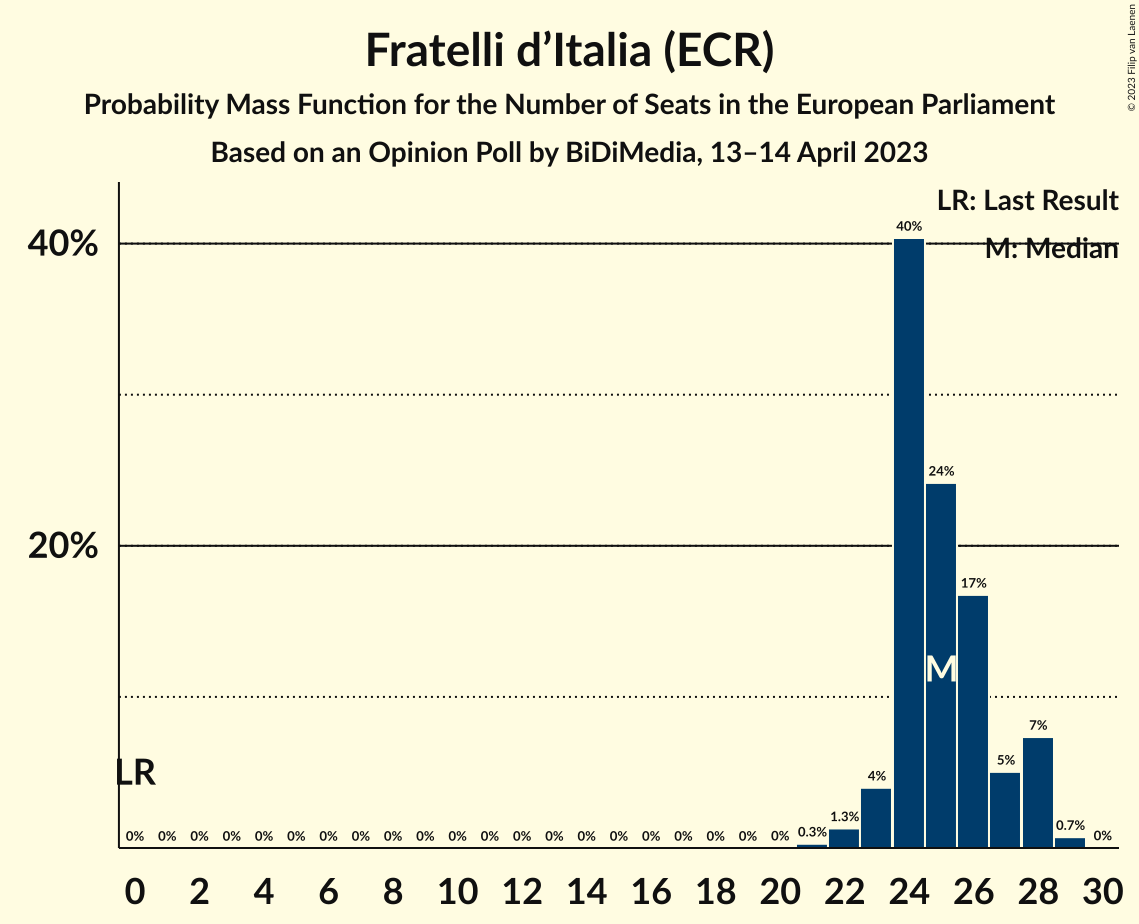 Fratelli d’Italia (ECR)
Probability Mass Function for the Number of Seats in the European Parliament
Based on an Opinion Poll by BiDiMedia, 13–14 April 2023
© 2023 Filip van Laenen
LR: Last Result
M: Median
40%
20%
40%
24%
17%
M
7%
5%
4%
LR
0% 0% 0% 0% 0% 0% 0% 0% 0% 0% 0% 0% 0% 0% 0% 0% 0% 0% 0% 0% 0% 0.3% 1.3% 0.7% 0%
0 2 4 6 8 10 12 14 16 18 20 22 24 26 28 30